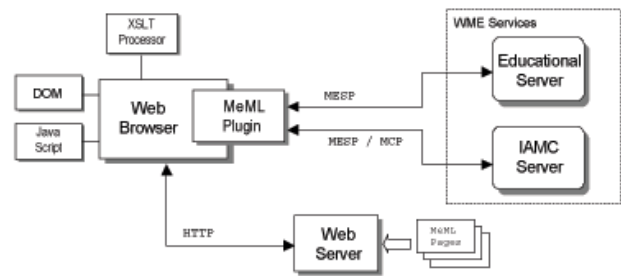 XSLT
Processor
WME Services
Educational
Server
DOM
Web
Browser
MeML
Plugin
MESP
Java
Script
MESP / MCP
IAMC
Server
HTTP
Web
Server
MeML
Pages